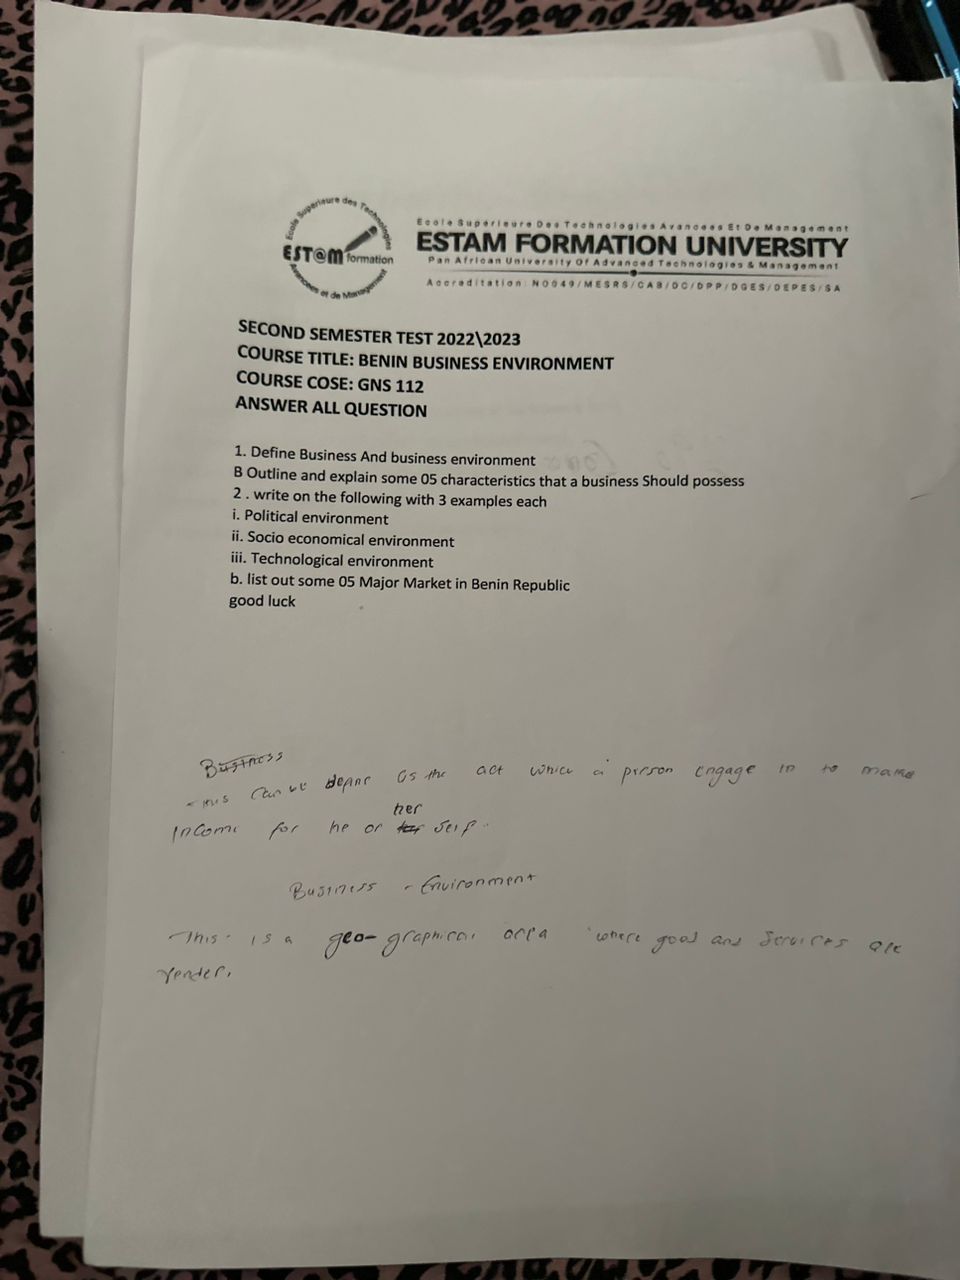 Ecole Superieure des Technologies
EST@M formation
Avancees et de Management
Ecole Superieure Des Technologies Avancees Et De Management
ESTAM FORMATION UNIVERSITY
Pan African University Of Advanced Technologies & Management
Accreditation: N0049/MESRS/CAB/DC/DPP/DGES/DEPES/SA
SECOND SEMESTER TEST 2022\2023
COURSE TITLE: BENIN BUSINESS ENVIRONMENT
COURSE COSE: GNS 112
ANSWER ALL QUESTION
1. Define Business And business environment
B Outline and explain some 05 characteristics that a business Should possess
2 . write on the following with 3 examples each
i. Political environment
ii. Socio economical environment
iii. Technological environment
b. list out some 05 Major Market in Benin Republic
good luck
Business
this can be define as the act which a person engage in to make
her
income for he or self.
Business - Environment
This is a geo-graphical area where good and services are
render.